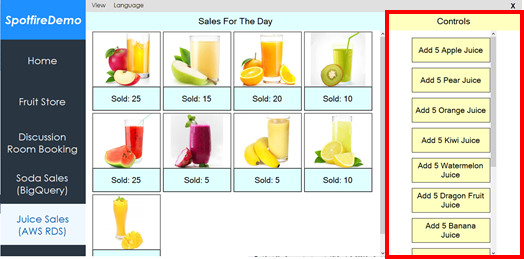 SpotfireDemo
View Language
X
Home
Fruit Store
Discussion
Room Booking
Soda Sales
(BigQuery)
Juice Sales
(AWS RDS)
Sales For The Day
Sold: 25
Sold: 15
Sold: 20
Sold: 10
Sold: 25
Sold: 5
Sold: 5
Sold: 10
Controls
Add 5 Apple Juice
Add 5 Pear Juice
Add 5 Orange Juice
Add 5 Kiwi Juice
Add 5 Watermelon
Juice
Add 5 Dragon Fruit
Juice
Add 5 Banana
Juice